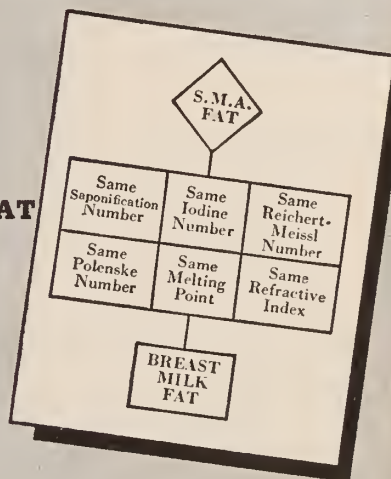 S.M.A.
FAT
AT
Same
Saponification
Number
Same
Iodine
Number
Same
Reichert-
Meissl
Number
Same
Polenske
Number
Same
Melting
Point
Same
Refractive
Index
BREAST
MILK
FAT